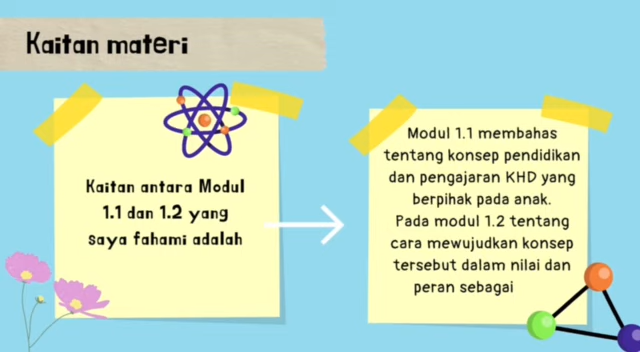 Kaitan materi
Kaitan antara Modul
1.1 dan 1.2 yang
saya fahami adalah
Modul 1.1 membahas
tentang konsep pendidikan
dan pengajaran KHD yang
berpihak pada anak.
Pada modul 1.2 tentang
cara mewujudkan konsep
tersebut dalam nilai dan
peran sebagai